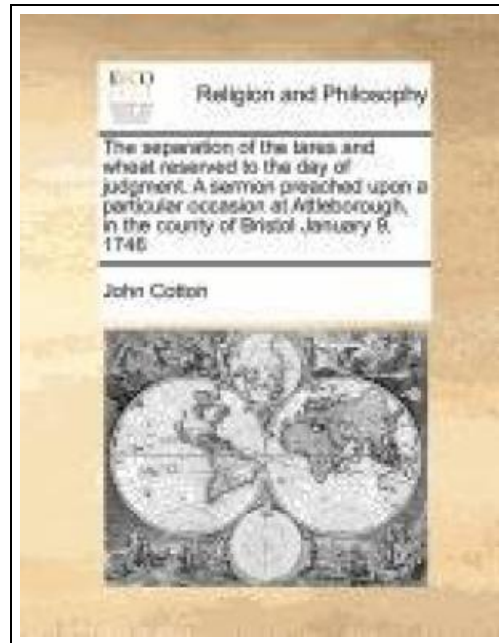 ECCO
Religion and Philosophy
The separation of the tares and
wheat reserved to the day of
judgment. A sermon preached upon a
particular occasion at Attleborough,
in the county of Bristol January 9.
1746
John Cotton